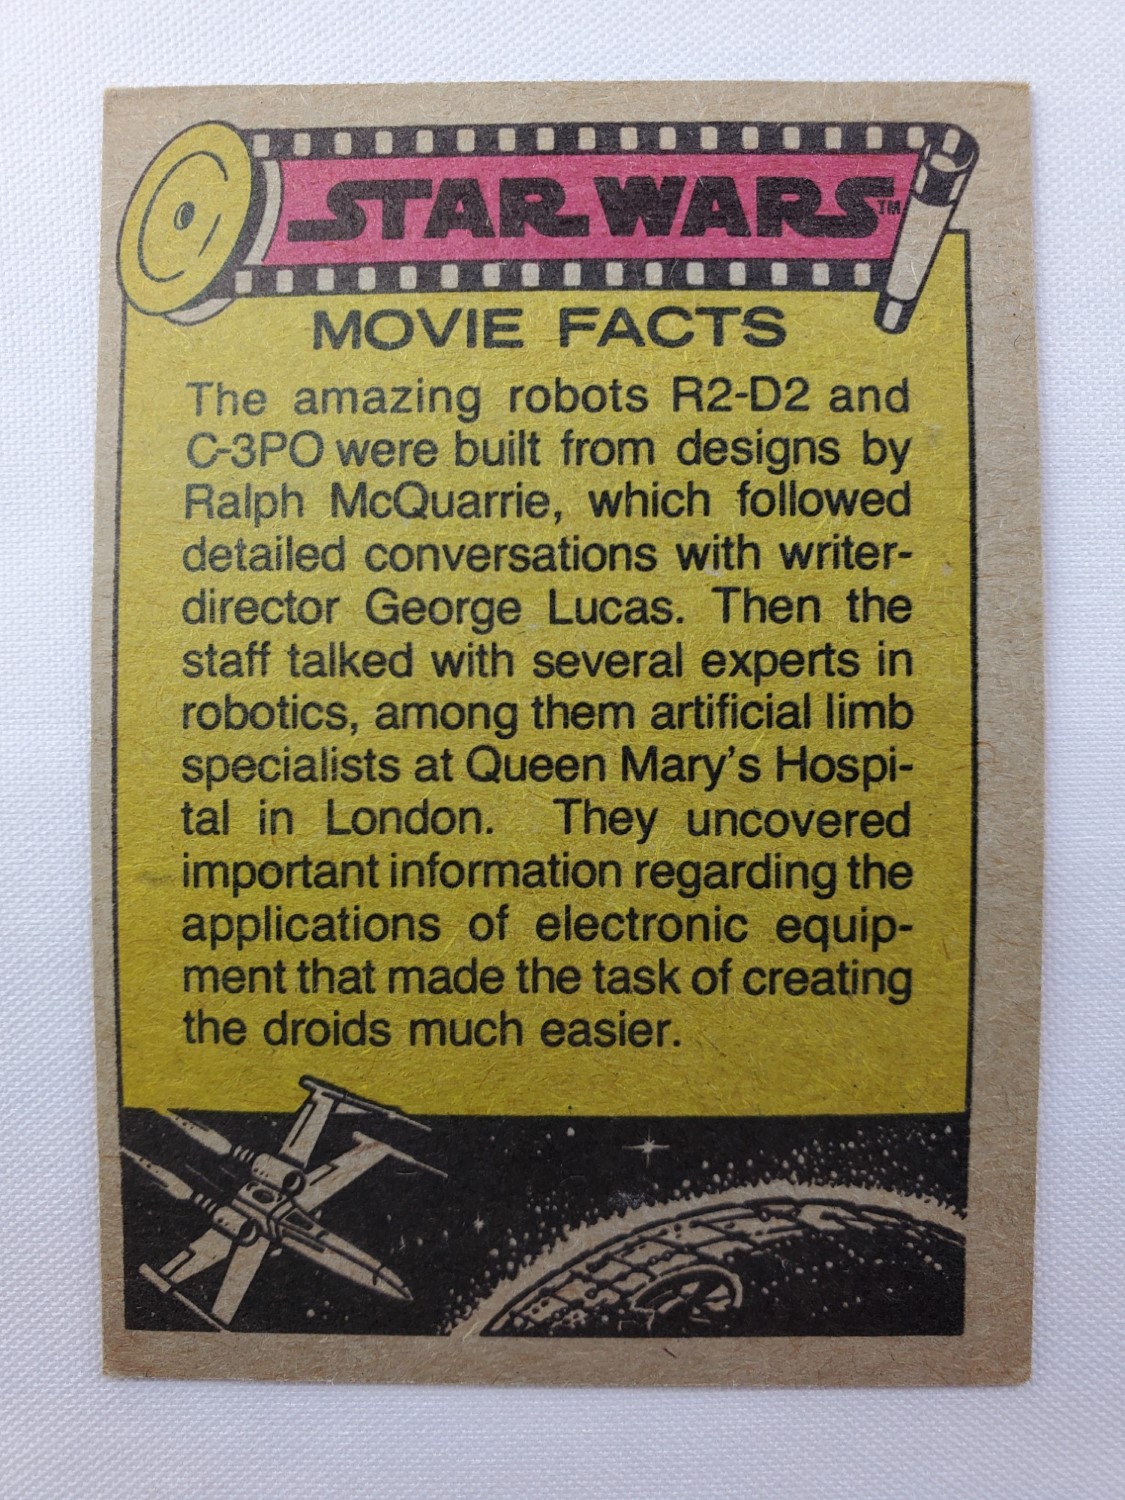 STAR WARS™
MOVIE FACTS
The amazing robots R2-D2 and
C-3PO were built from designs by
Ralph McQuarrie, which followed
detailed conversations with writer-
director George Lucas. Then the
staff talked with several experts in
robotics, among them artificial limb
specialists at Queen Mary's Hospi-
tal in London. They uncovered
important information regarding the
applications of electronic equip-
ment that made the task of creating
the droids much easier.